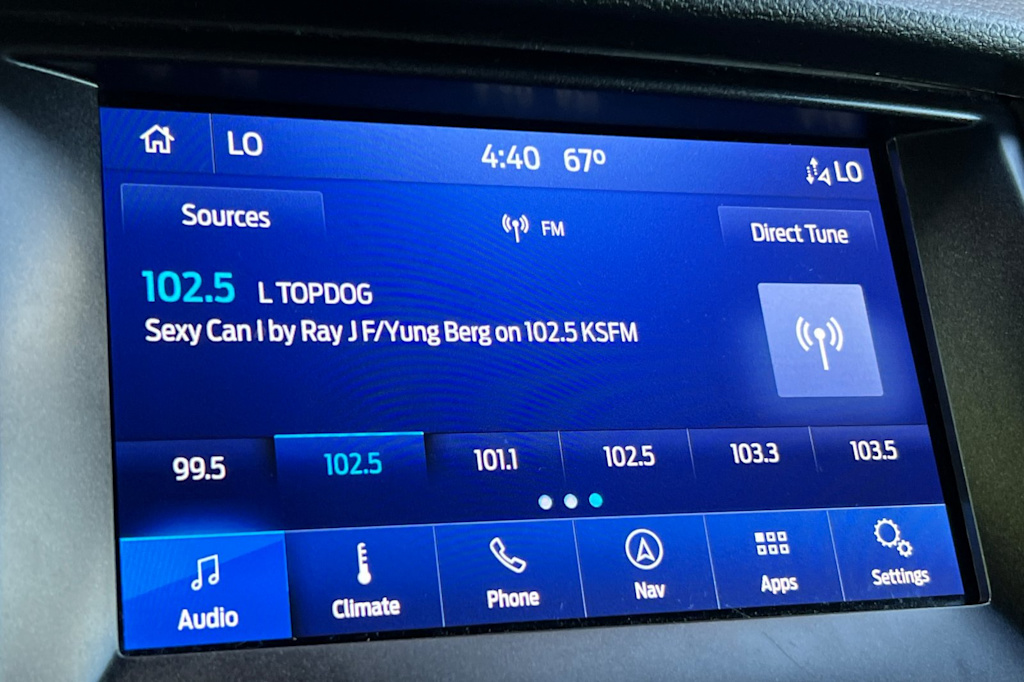 LO 4:40 67° LO
Sources FM Direct Tune
102.5 L TOPDOG
Sexy Can I by Ray J F/Yung Berg on 102.5 KSFM
99.5 102.5 101.1 102.5 103.3 103.5
Audio Climate Phone Nav Apps Settings